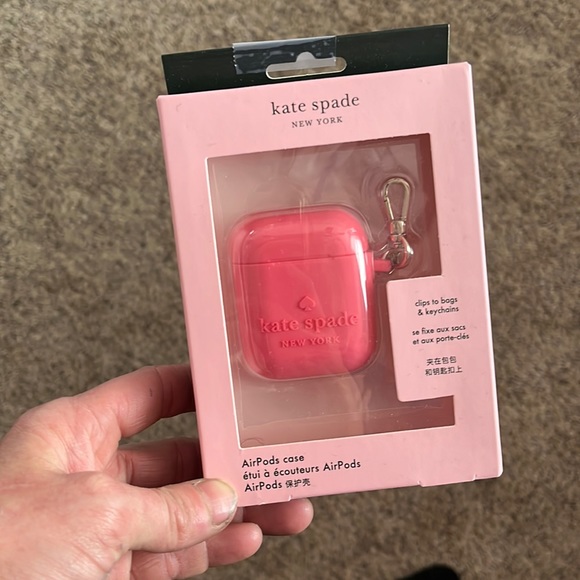 kate spade
NEW YORK
kate spade
NEW YORK
clips to bags
& keychains
se fixe aux sacs
et aux porte-clés
夹在包包
和钥匙扣上
AirPods case
étui à écouteurs AirPods
AirPods 保护壳